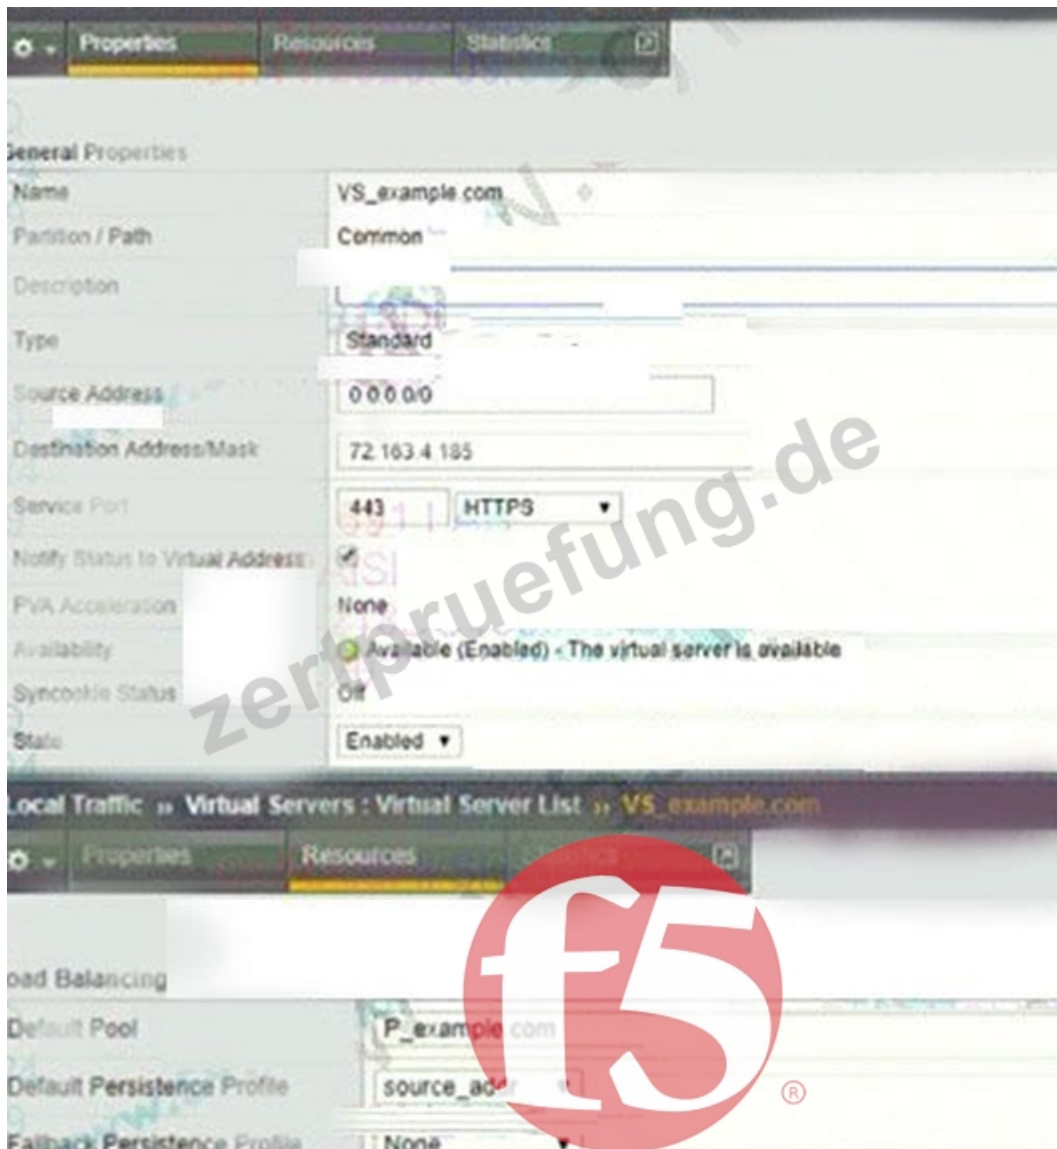 Properties Resources Statistics
General Properties
Name VS_example.com
Partition / Path Common
Description
Type Standard
Source Address 0.0.0.0/0
Destination Address/Mask 72.163.4.185
Service Port 443 HTTPS
Notify Status to Virtual Address
PVA Acceleration None
Availability Available (Enabled) - The virtual server is available
Syncookie Status Off
State Enabled
zertpruefung.de
Local Traffic ›› Virtual Servers : Virtual Server List ›› VS_example.com
Properties Resources Statistics
oad Balancing
Default Pool P_example.com
Default Persistence Profile source_addr
Fallback Persistence Profile None
f5 ®